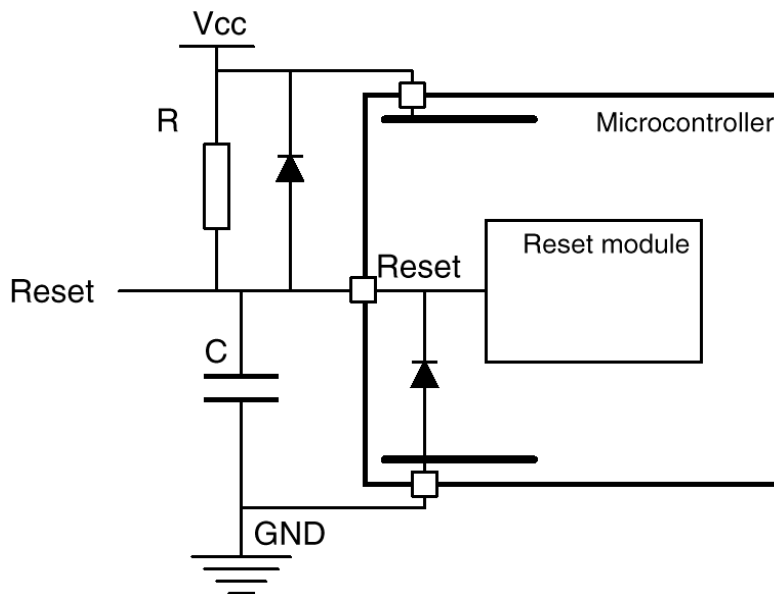 Vcc
R
Microcontroller
Reset module
Reset
Reset
C
GND